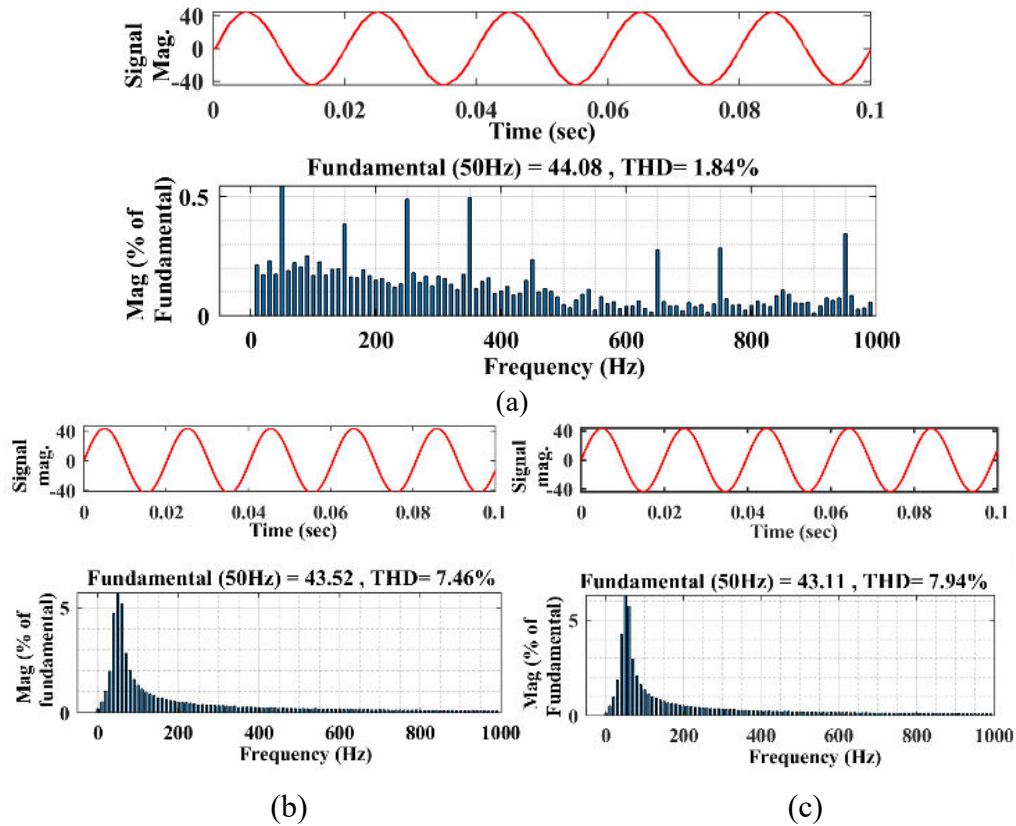 Signal
Mag.
40
0
-40
0
0.02
0.04
0.06
0.08
0.1
Time (sec)
Fundamental (50Hz) = 44.08 , THD= 1.84%
Mag (% of
Fundamental)
0.5
0
0
200
400
600
800
1000
Frequency (Hz)
(a)
Signal
mag.
40
0
-40
0
0.02
0.04
0.06
0.08
0.1
Time (sec)
Fundamental (50Hz) = 43.52 , THD= 7.46%
Mag (% of
fundamental)
5
0
0
200
400
600
800
1000
Frequency (Hz)
(b)
Signal
mag.
40
0
-40
0
0.02
0.04
0.06
0.08
0.1
Time (sec)
Fundamental (50Hz) = 43.11 , THD= 7.94%
Mag (% of
Fundamental)
5
0
0
200
400
600
800
1000
Frequency (Hz)
(c)